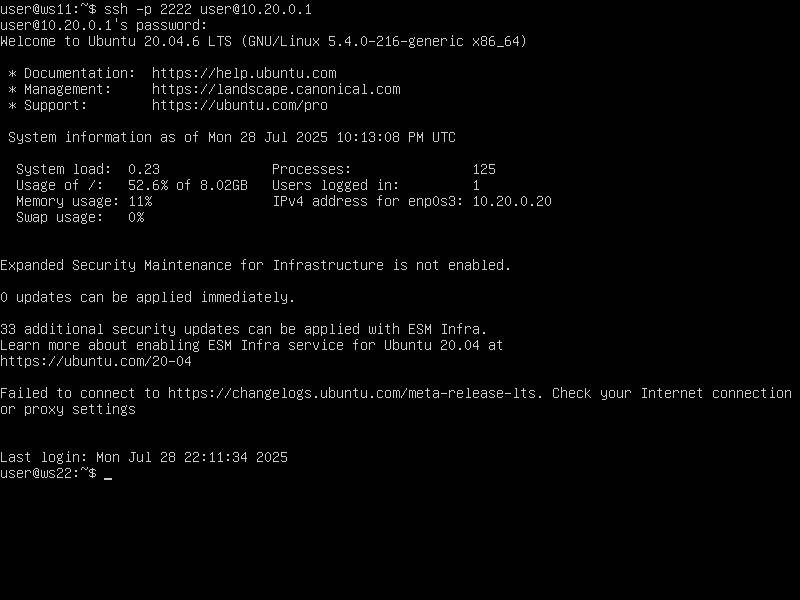 user@ws11:~$ ssh -p 2222 user@10.20.0.1
user@10.20.0.1's password:
Welcome to Ubuntu 20.04.6 LTS (GNU/Linux 5.4.0-216-generic x86_64)

 * Documentation:  https://help.ubuntu.com
 * Management:     https://landscape.canonical.com
 * Support:        https://ubuntu.com/pro

 System information as of Mon 28 Jul 2025 10:13:08 PM UTC

  System load:  0.23              Processes:               125
  Usage of /:   52.6% of 8.02GB   Users logged in:         1
  Memory usage: 11%               IPv4 address for enp0s3: 10.20.0.20
  Swap usage:   0%


Expanded Security Maintenance for Infrastructure is not enabled.

0 updates can be applied immediately.

33 additional security updates can be applied with ESM Infra.
Learn more about enabling ESM Infra service for Ubuntu 20.04 at
https://ubuntu.com/20-04

Failed to connect to https://changelogs.ubuntu.com/meta-release-lts. Check your Internet connection
or proxy settings


Last login: Mon Jul 28 22:11:34 2025
user@ws22:~$ _